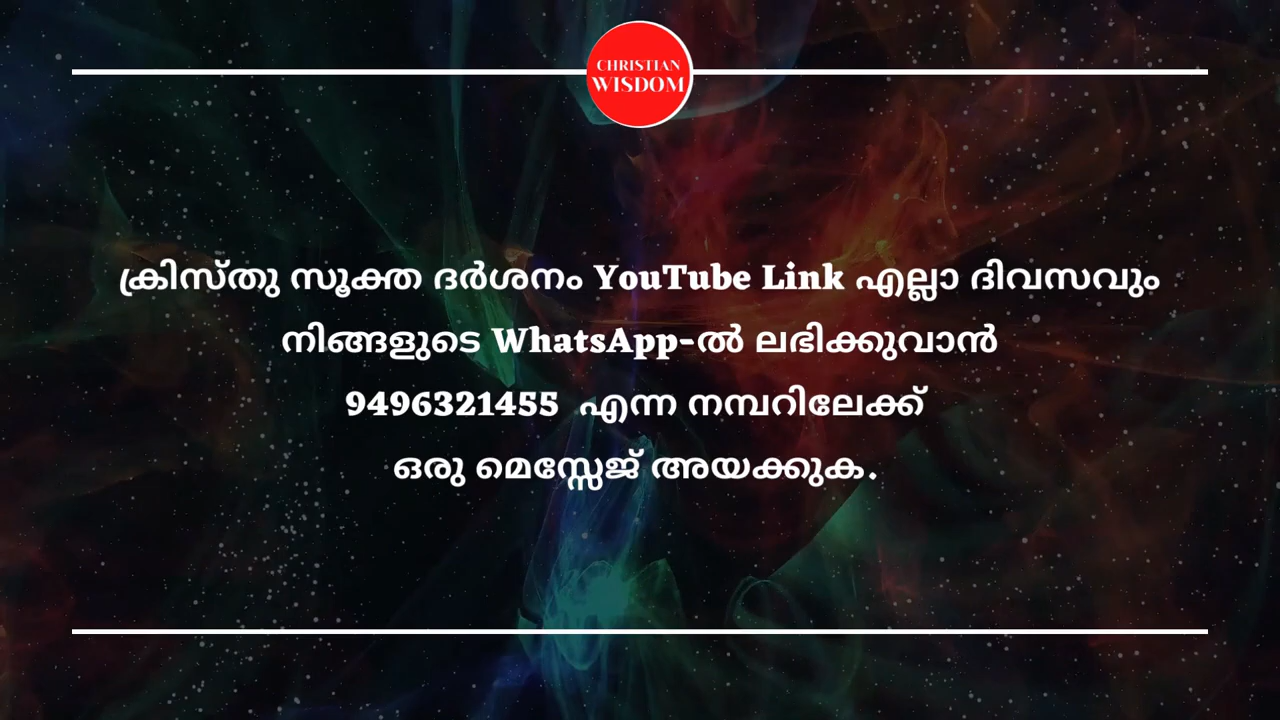 CHRISTIAN
WISDOM
ക്രിസ്തു സൂക്ത ദർശനം YouTube Link എല്ലാ ദിവസവും
നിങ്ങളുടെ WhatsApp-ൽ ലഭിക്കുവാൻ
9496321455 എന്ന നമ്പറിലേക്ക്
ഒരു മെസ്സേജ് അയക്കുക.